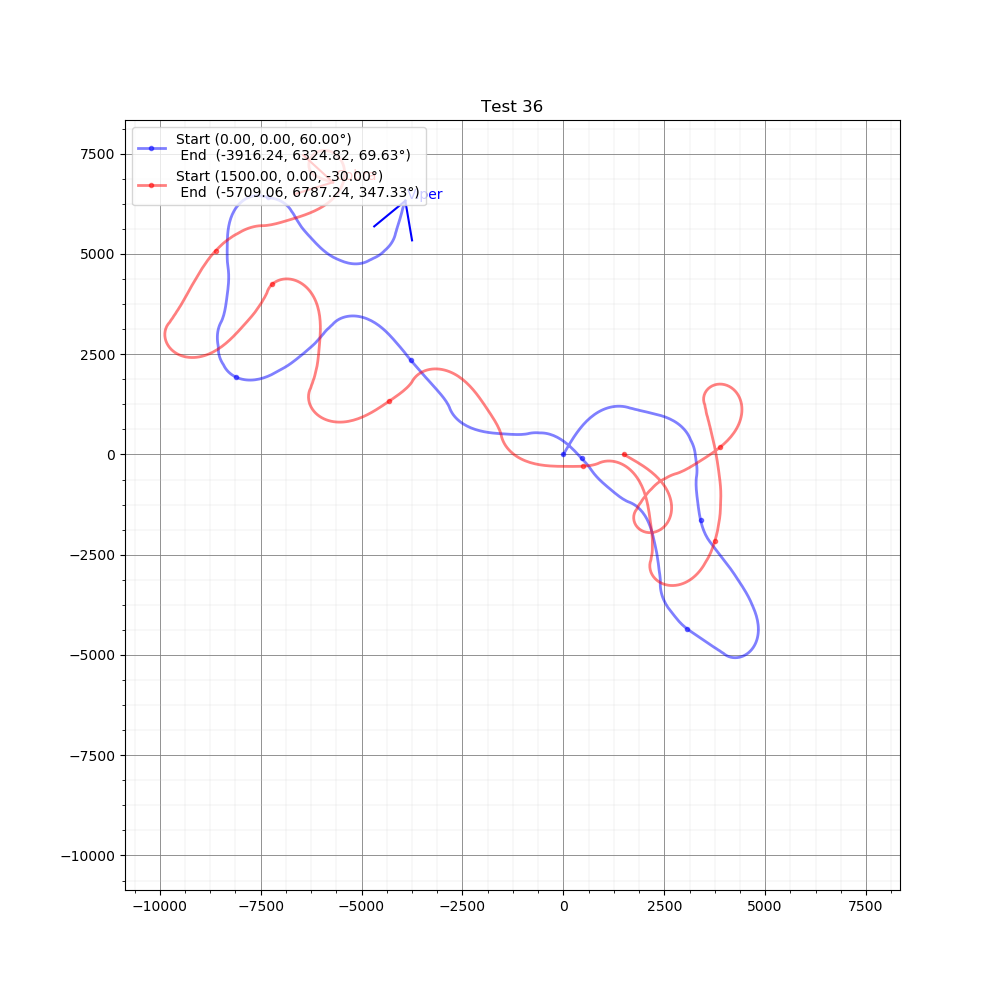 Test 36
Start (0.00, 0.00, 60.00°)
End  (-3916.24, 6324.82, 69.63°)
Start (1500.00, 0.00, -30.00°)
End  (-5709.06, 6787.24, 347.33°)
7500
5000
2500
0
−2500
−5000
−7500
−10000
−10000 −7500 −5000 −2500 0 2500 5000 7500